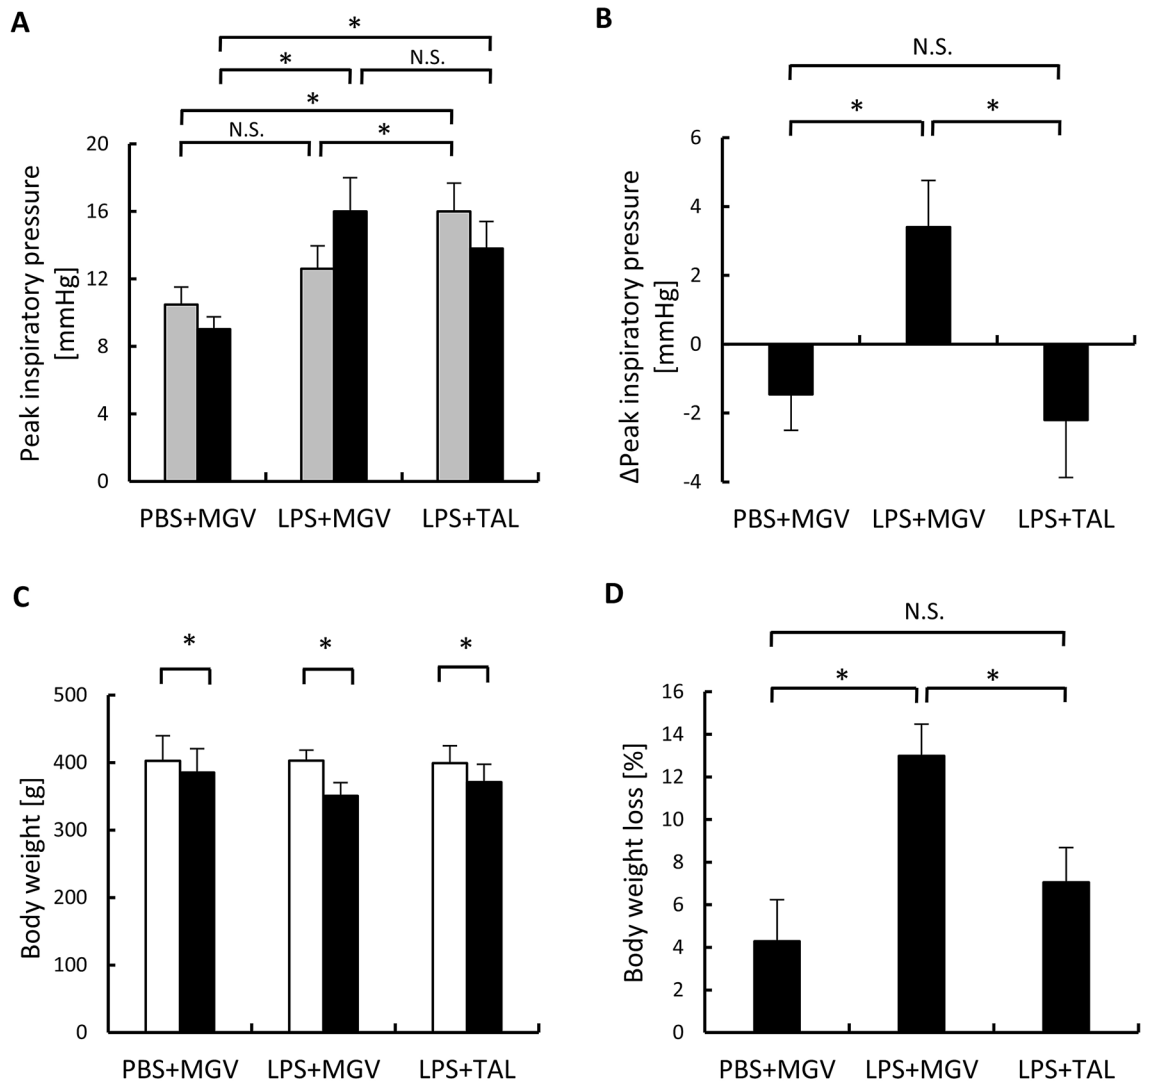 A
*
*
N.S.
*
N.S.
*
20
16
12
8
4
0
Peak inspiratory pressure
[mmHg]
PBS+MGV
LPS+MGV
LPS+TAL
B
N.S.
*
*
6
4
2
0
-2
-4
ΔPeak inspiratory pressure
[mmHg]
PBS+MGV
LPS+MGV
LPS+TAL
C
*
*
*
500
400
300
200
100
0
Body weight [g]
PBS+MGV
LPS+MGV
LPS+TAL
D
N.S.
*
*
16
14
12
10
8
6
4
2
0
Body weight loss [%]
PBS+MGV
LPS+MGV
LPS+TAL